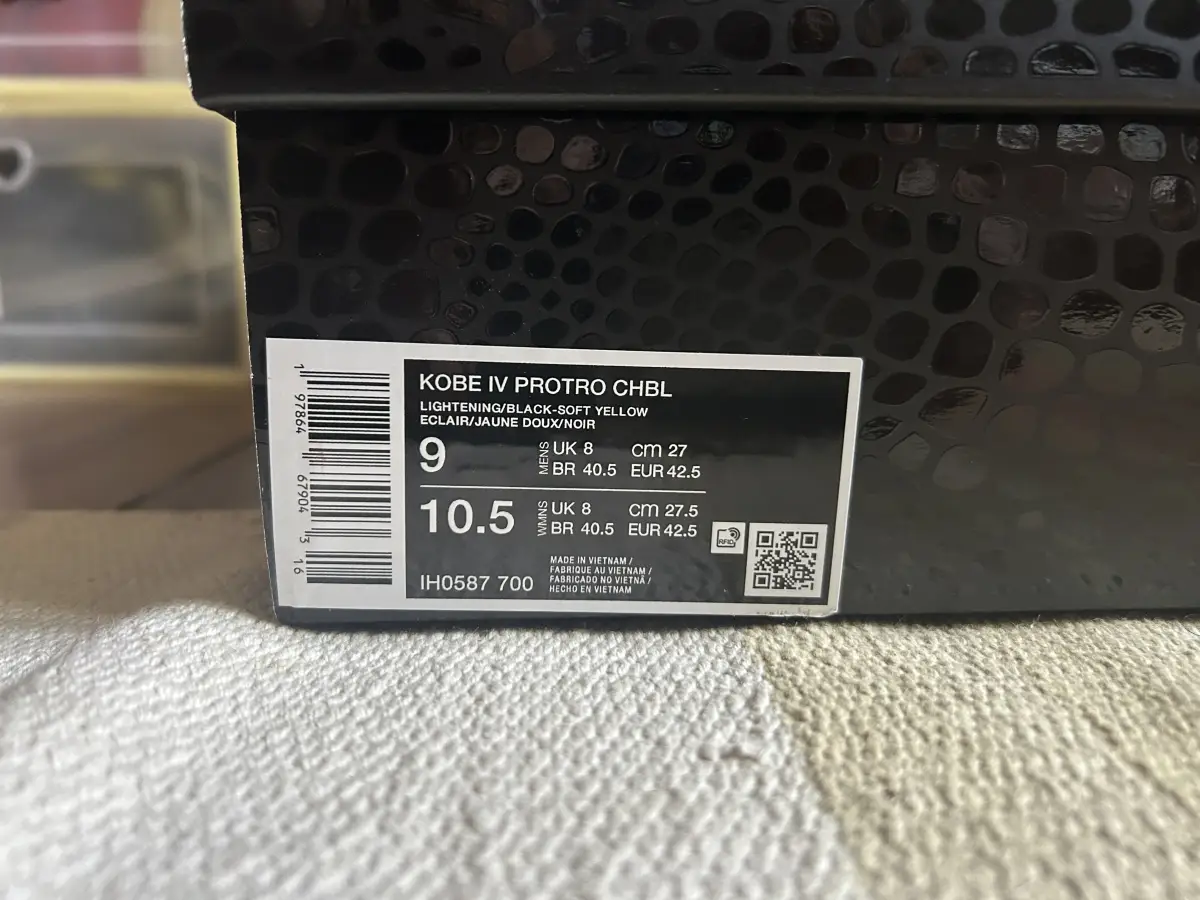 KOBE IV PROTRO CHBL
LIGHTENING/BLACK-SOFT YELLOW
ECLAIR/JAUNE DOUX/NOIR
9 MENS UK 8 cm 27
BR 40.5 EUR 42.5
10.5 WMNS UK 8 cm 27.5
BR 40.5 EUR 42.5
RFID
IH0587 700
MADE IN VIETNAM /
FABRIQUE AU VIETNAM /
FABRICADO NO VIETNÃ /
HECHO EN VIETNAM
1 97864 67904 3 16